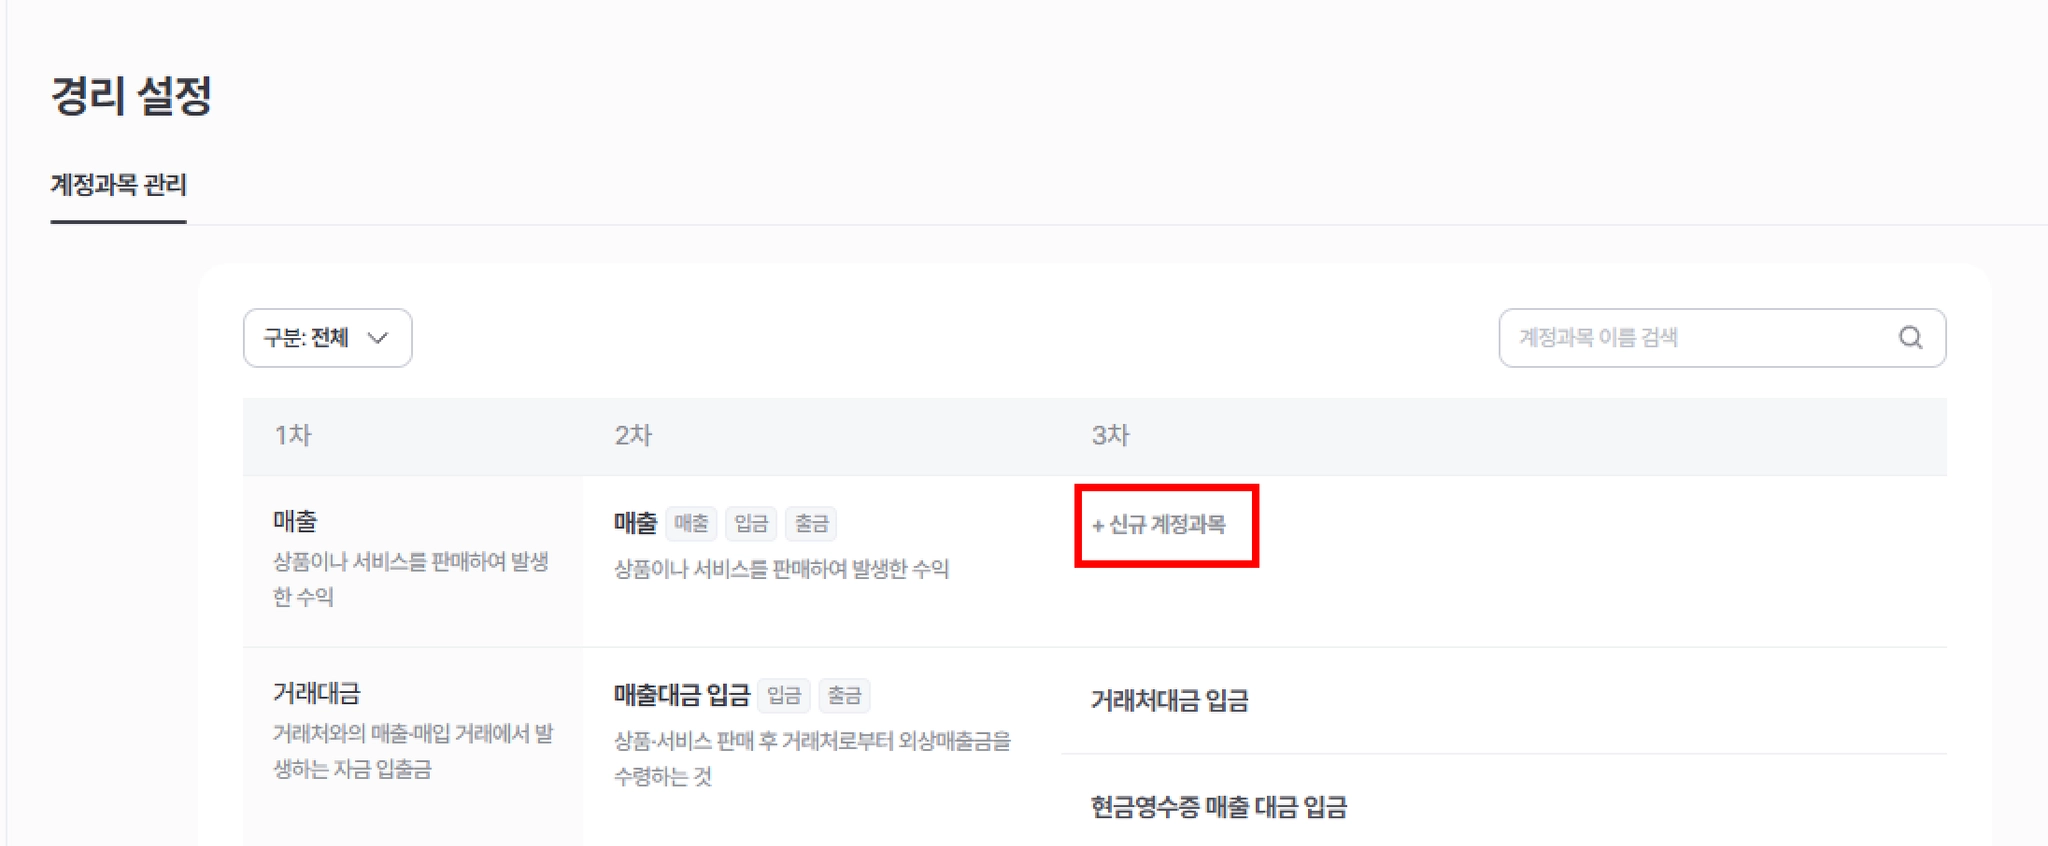 경리 설정
계정과목 관리
구분: 전체
계정과목 이름 검색
1차 2차 3차
매출
상품이나 서비스를 판매하여 발생
한 수익
매출 매출 입금 출금
상품이나 서비스를 판매하여 발생한 수익
+ 신규 계정과목
거래대금
거래처와의 매출·매입 거래에서 발
생하는 자금 입출금
매출대금 입금 입금 출금
상품·서비스 판매 후 거래처로부터 외상매출금을
수령하는 것
거래처대금 입금
현금영수증 매출 대금 입금